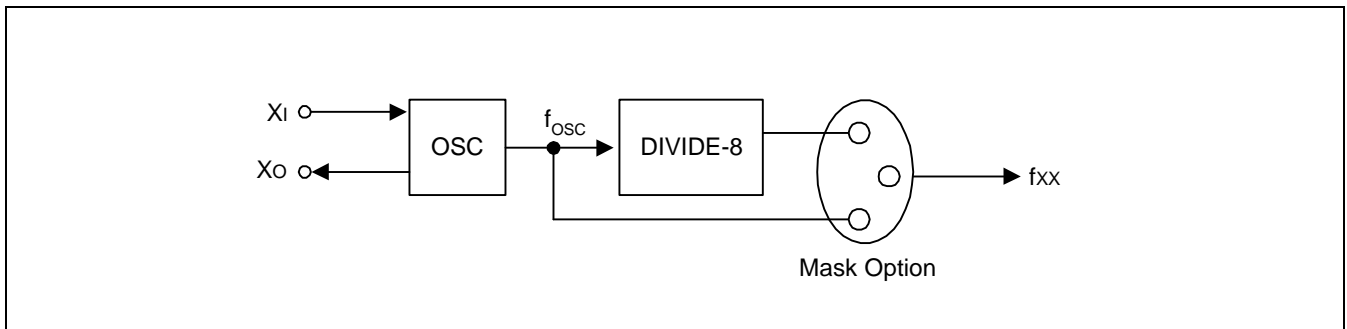 XI
XO
OSC
fOSC
DIVIDE-8
fXX
Mask Option